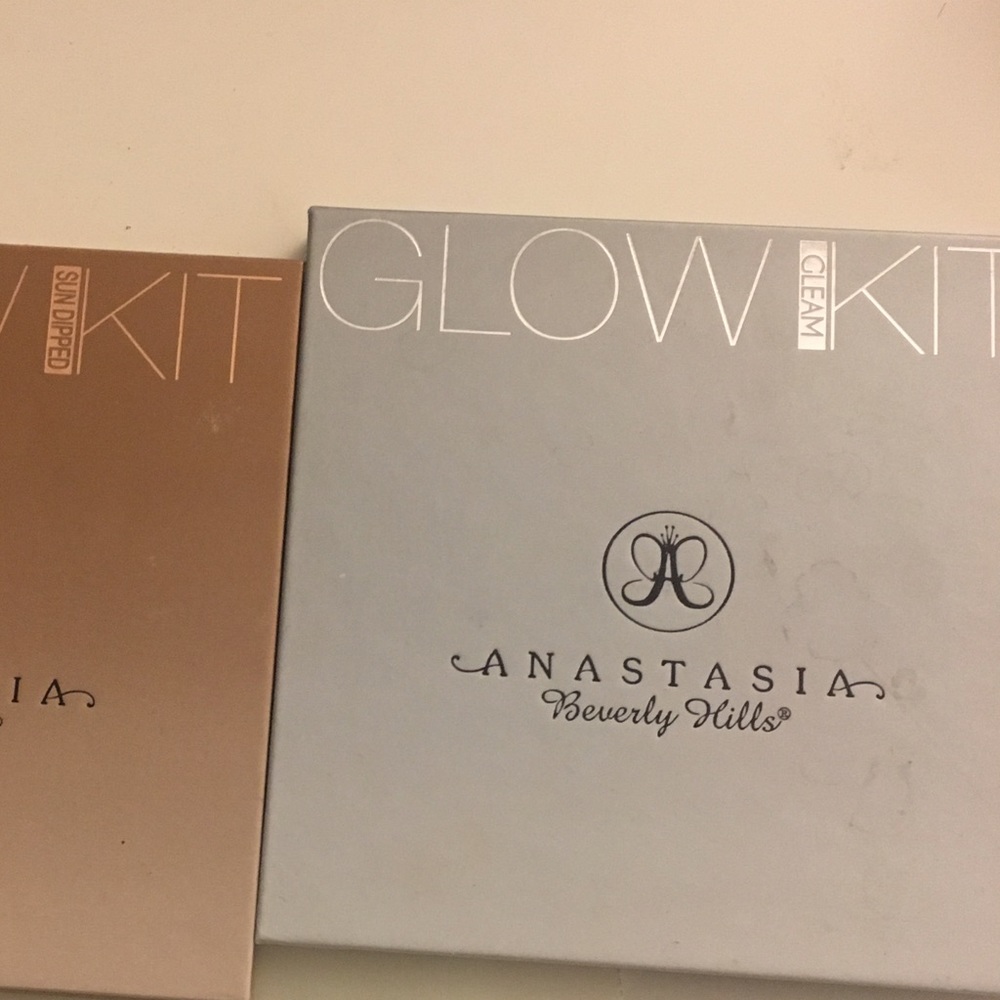 KIT
SUN DIPPED
IA
GLOW KIT
GLEAM
ANASTASIA
Beverly Hills®